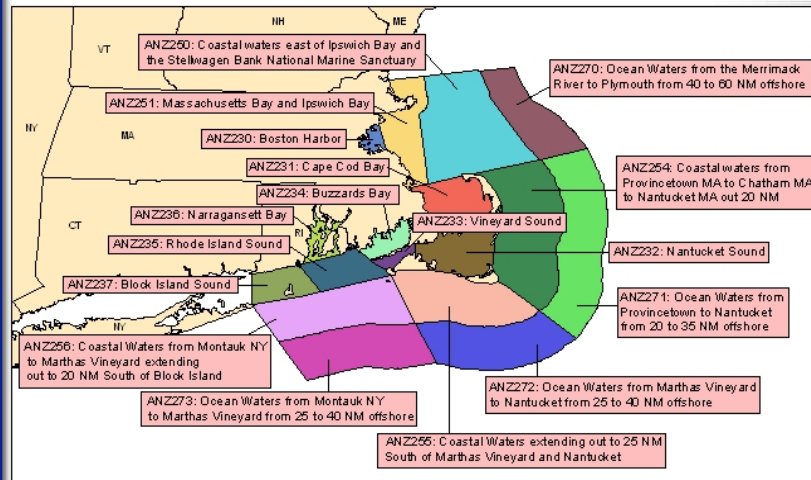 NH
ME
VT
ANZ250: Coastal waters east of Ipswich Bay and
the Stellwagen Bank National Marine Sanctuary
ANZ270: Ocean Waters from the Merrimack
River to Plymouth from 40 to 60 NM offshore
ANZ251: Massachusetts Bay and Ipswich Bay
NY
MA
ANZ230: Boston Harbor
ANZ231: Cape Cod Bay
ANZ254: Coastal waters from
Provincetown MA to Chatham MA
to Nantucket MA out 20 NM
ANZ234: Buzzards Bay
ANZ236: Narragansett Bay
ANZ233: Vineyard Sound
CT
RI
ANZ235: Rhode Island Sound
ANZ232: Nantucket Sound
ANZ237: Block Island Sound
ANZ271: Ocean Waters from
Provincetown to Nantucket
from 20 to 35 NM offshore
NY
ANZ256: Coastal Waters from Montauk NY
to Marthas Vineyard extending
out to 20 NM South of Block Island
ANZ272: Ocean Waters from Marthas Vineyard
to Nantucket from 25 to 40 NM offshore
ANZ273: Ocean Waters from Montauk NY
to Marthas Vineyard from 25 to 40 NM offshore
ANZ255: Coastal Waters extending out to 25 NM
South of Marthas Vineyard and Nantucket